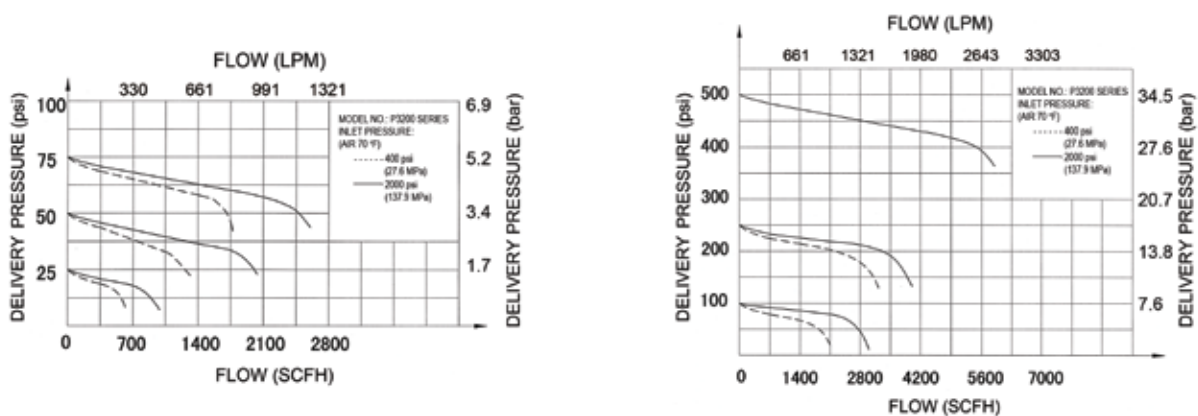 FLOW (LPM)
330 661 991 1321
DELIVERY PRESSURE (psi)
100
75
50
25
6.9
5.2
3.4
1.7
DELIVERY PRESSURE (bar)
MODEL NO.: P3200 SERIES
INLET PRESSURE:
(AIR 70 °F)
400 psi
(27.6 MPa)
2000 psi
(137.9 MPa)
0 700 1400 2100 2800
FLOW (SCFH)
FLOW (LPM)
661 1321 1980 2643 3303
DELIVERY PRESSURE (psi)
500
400
300
200
100
34.5
27.6
20.7
13.8
7.6
DELIVERY PRESSURE (bar)
MODEL NO.: P3200 SERIES
INLET PRESSURE:
(AIR 70 °F)
400 psi
(27.6 MPa)
2000 psi
(137.9 MPa)
0 1400 2800 4200 5600 7000
FLOW (SCFH)